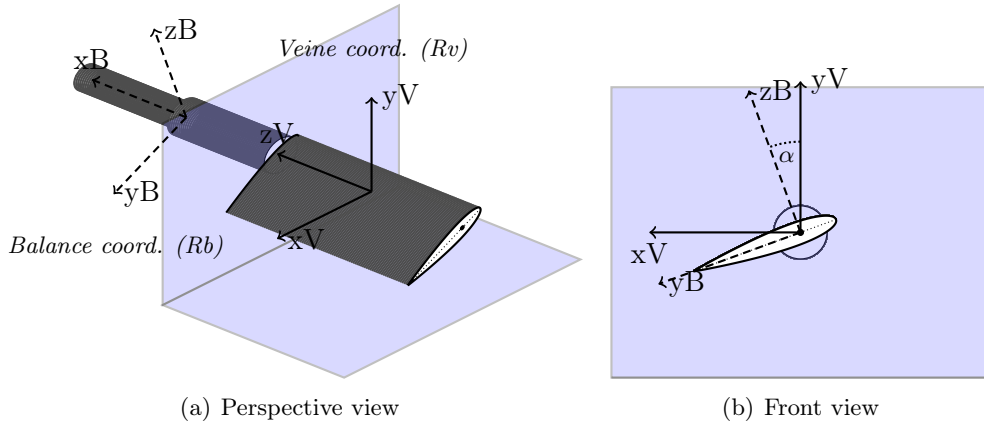 zB
xB
Veine coord. (Rv)
yV
zV
yB
Balance coord. (Rb)
xV
(a) Perspective view
yV
zB
α
xV
yB
(b) Front view